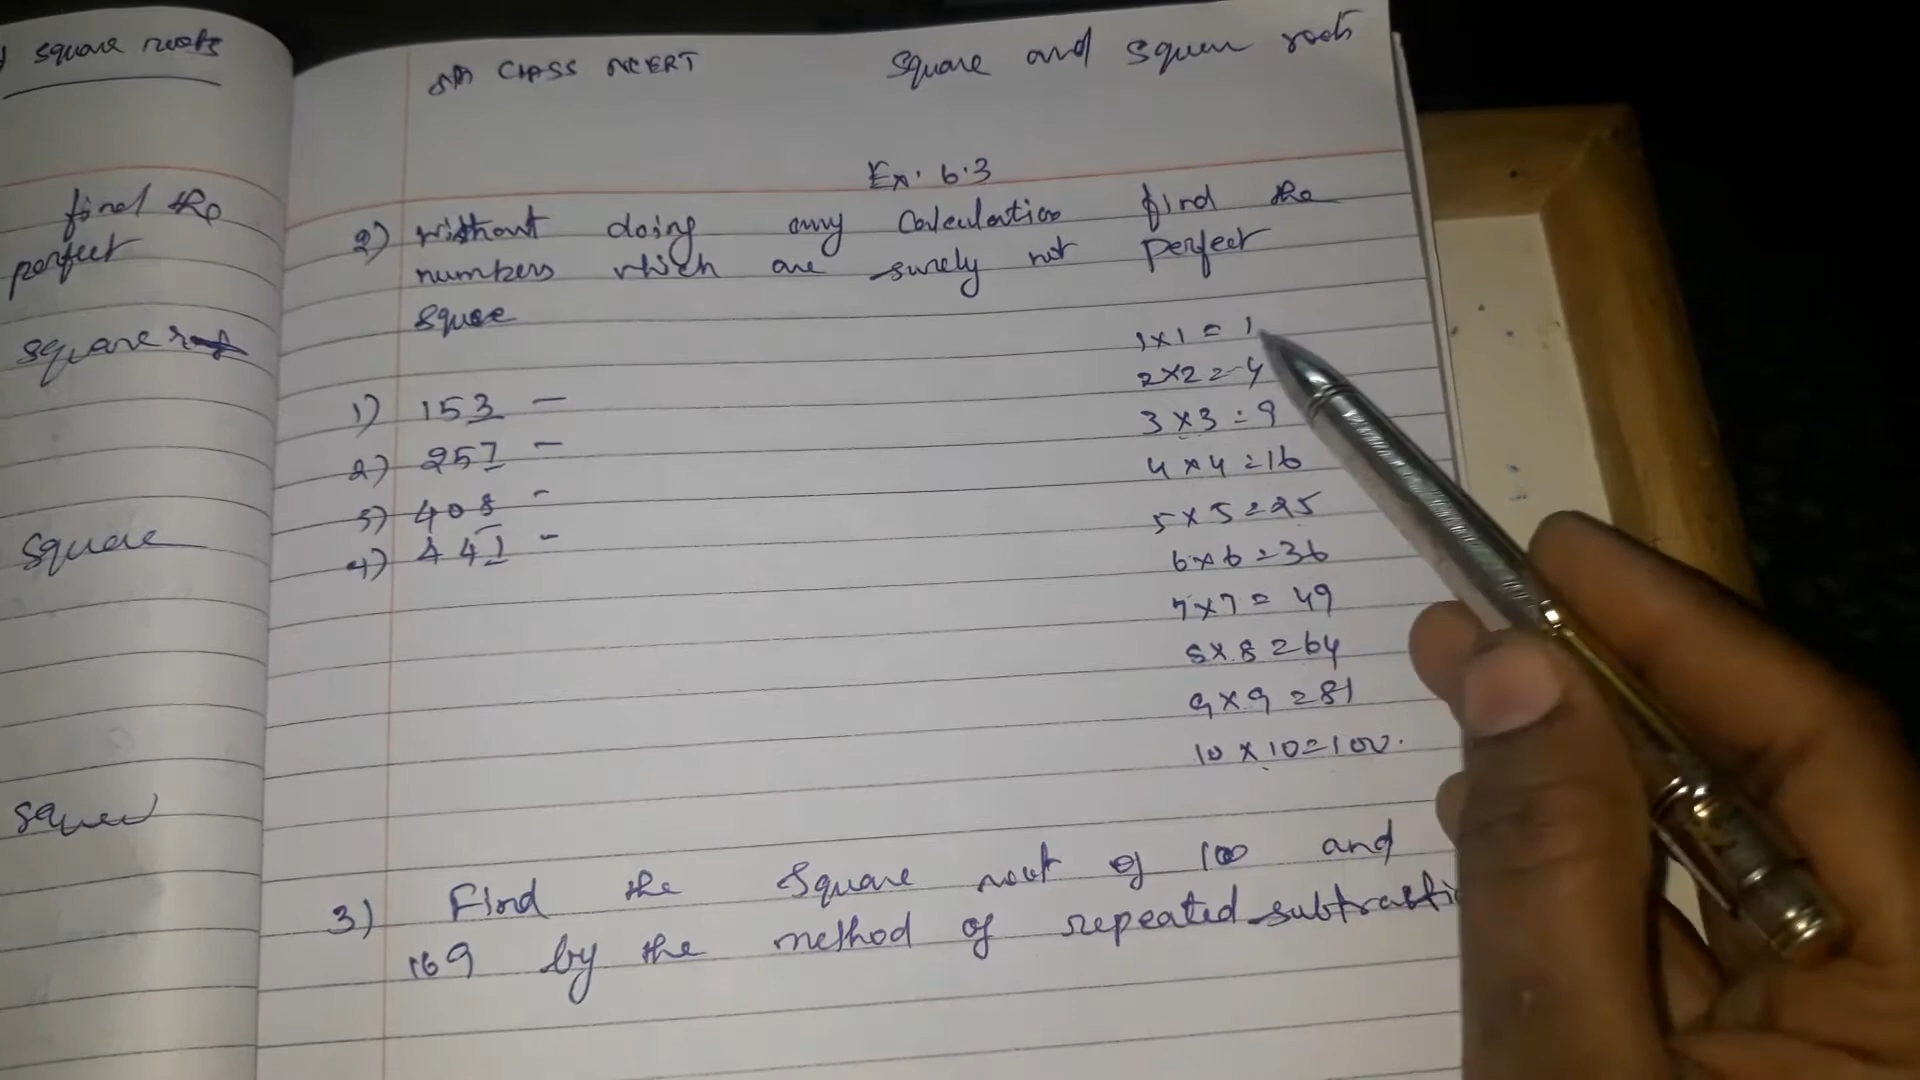 square roots
find the
perfect
square
square
8th CLASS NCERT square and square roots
Ex. 6.3
2) without doing any calculation find the
numbers which are surely not perfect
square
1) 153 -
2) 257 -
3) 408 -
4) 441 -
1x1=1
2x2=4
3x3=9
4x4=16
5x5=25
6x6=36
7x7=49
8x8=64
9x9=81
10x10=100.
3) Find the square root of 100 and
169 by the method of repeated subtracti